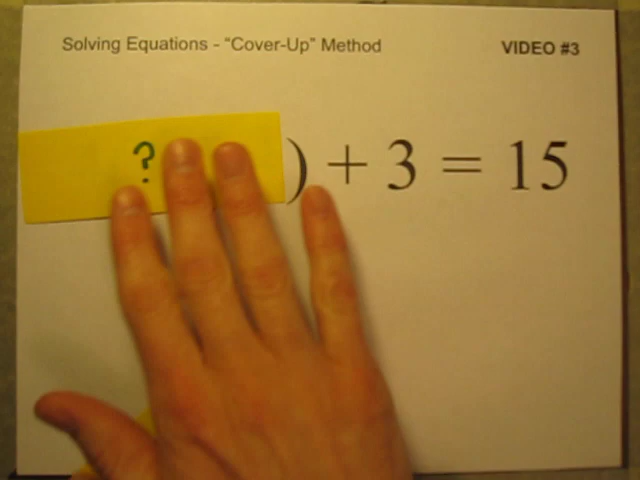 Solving Equations - “Cover-Up” Method VIDEO #3
? ) + 3 = 15